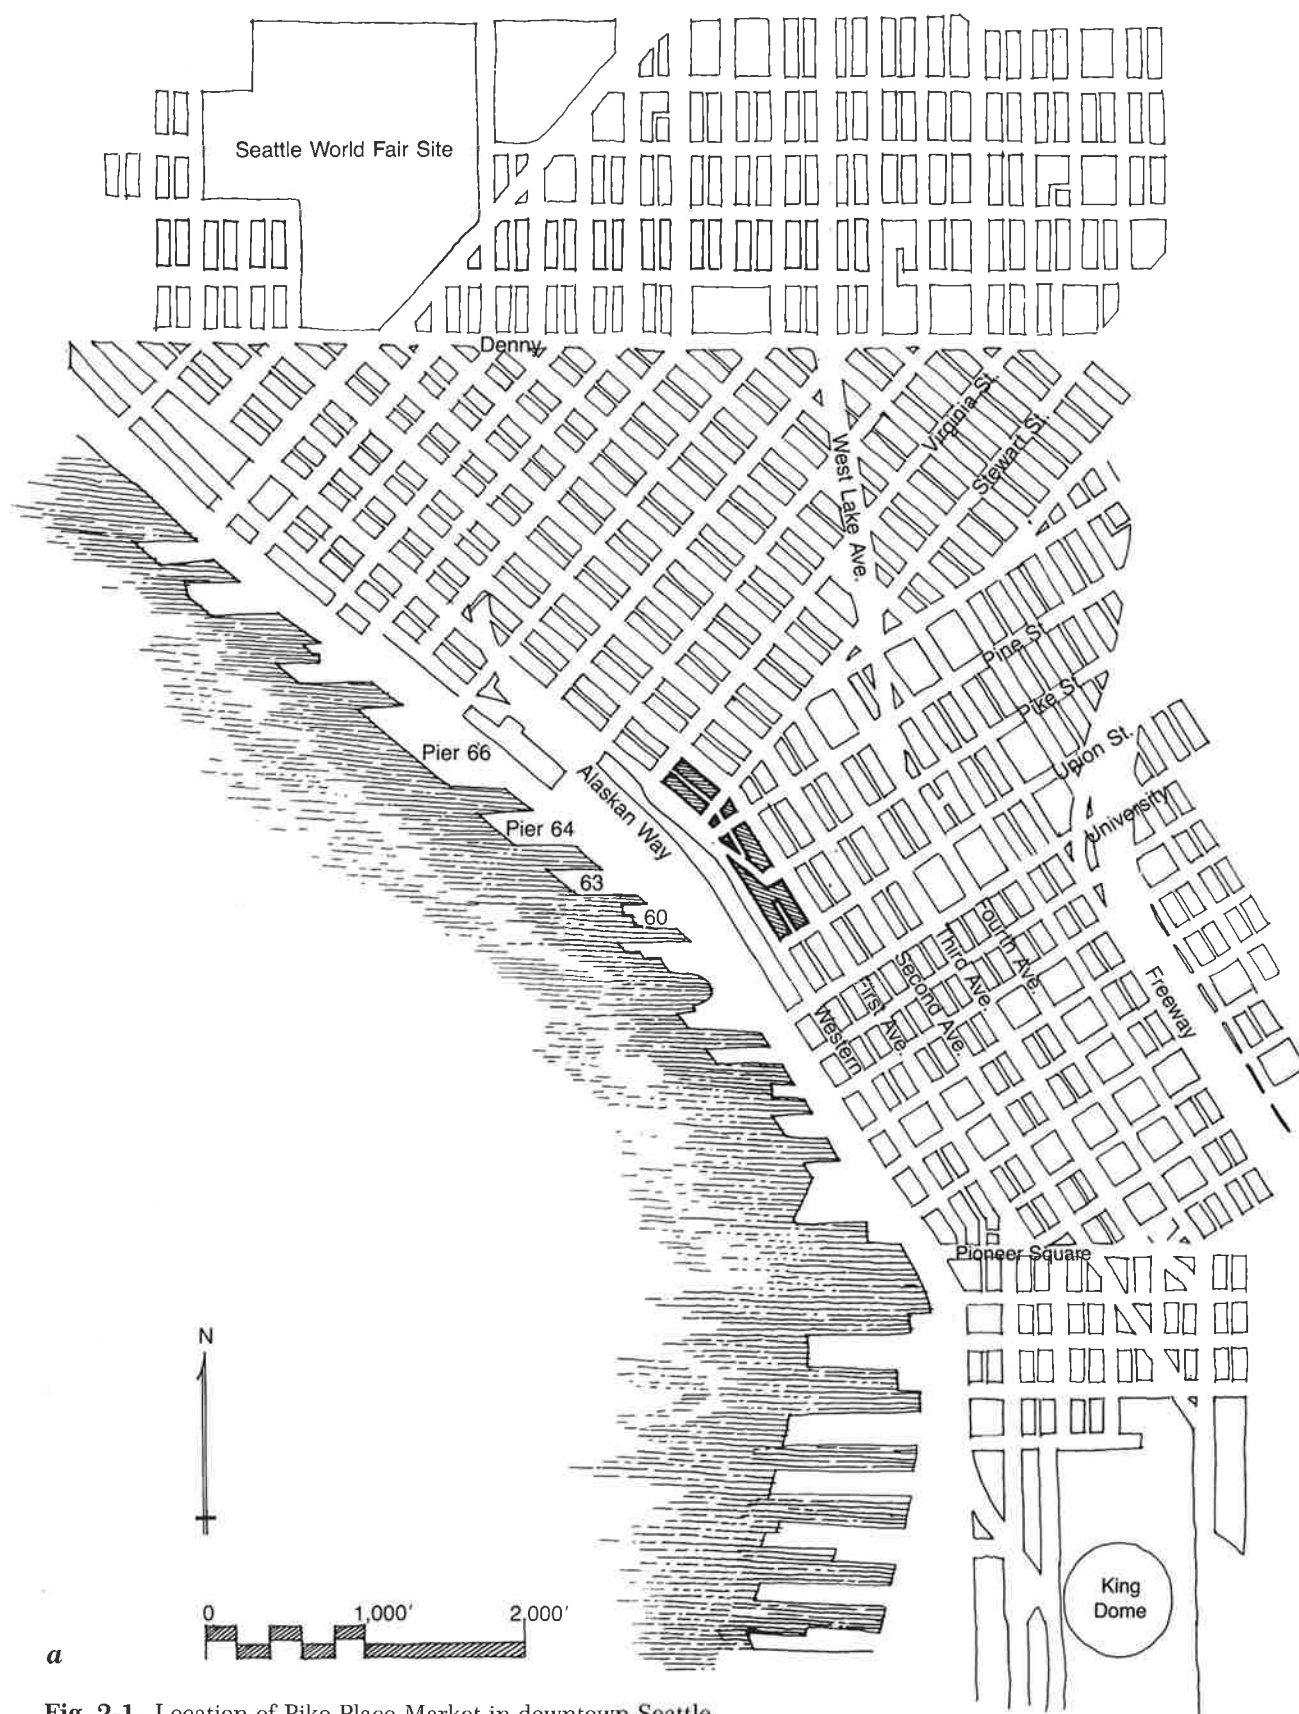 Seattle World Fair Site
Denny
Virginia St.
Stewart St.
West Lake Ave.
Pine St.
Pike St.
Union St.
University
Pier 66
Alaskan Way
Pier 64
63
60
Fourth Ave.
Third Ave.
Second Ave.
First Ave.
Western
Freeway
Pioneer Square
N
King
Dome
0 1,000' 2,000'
a
Fig. 2-1 Location of Pike Place Market in downtown Seattle